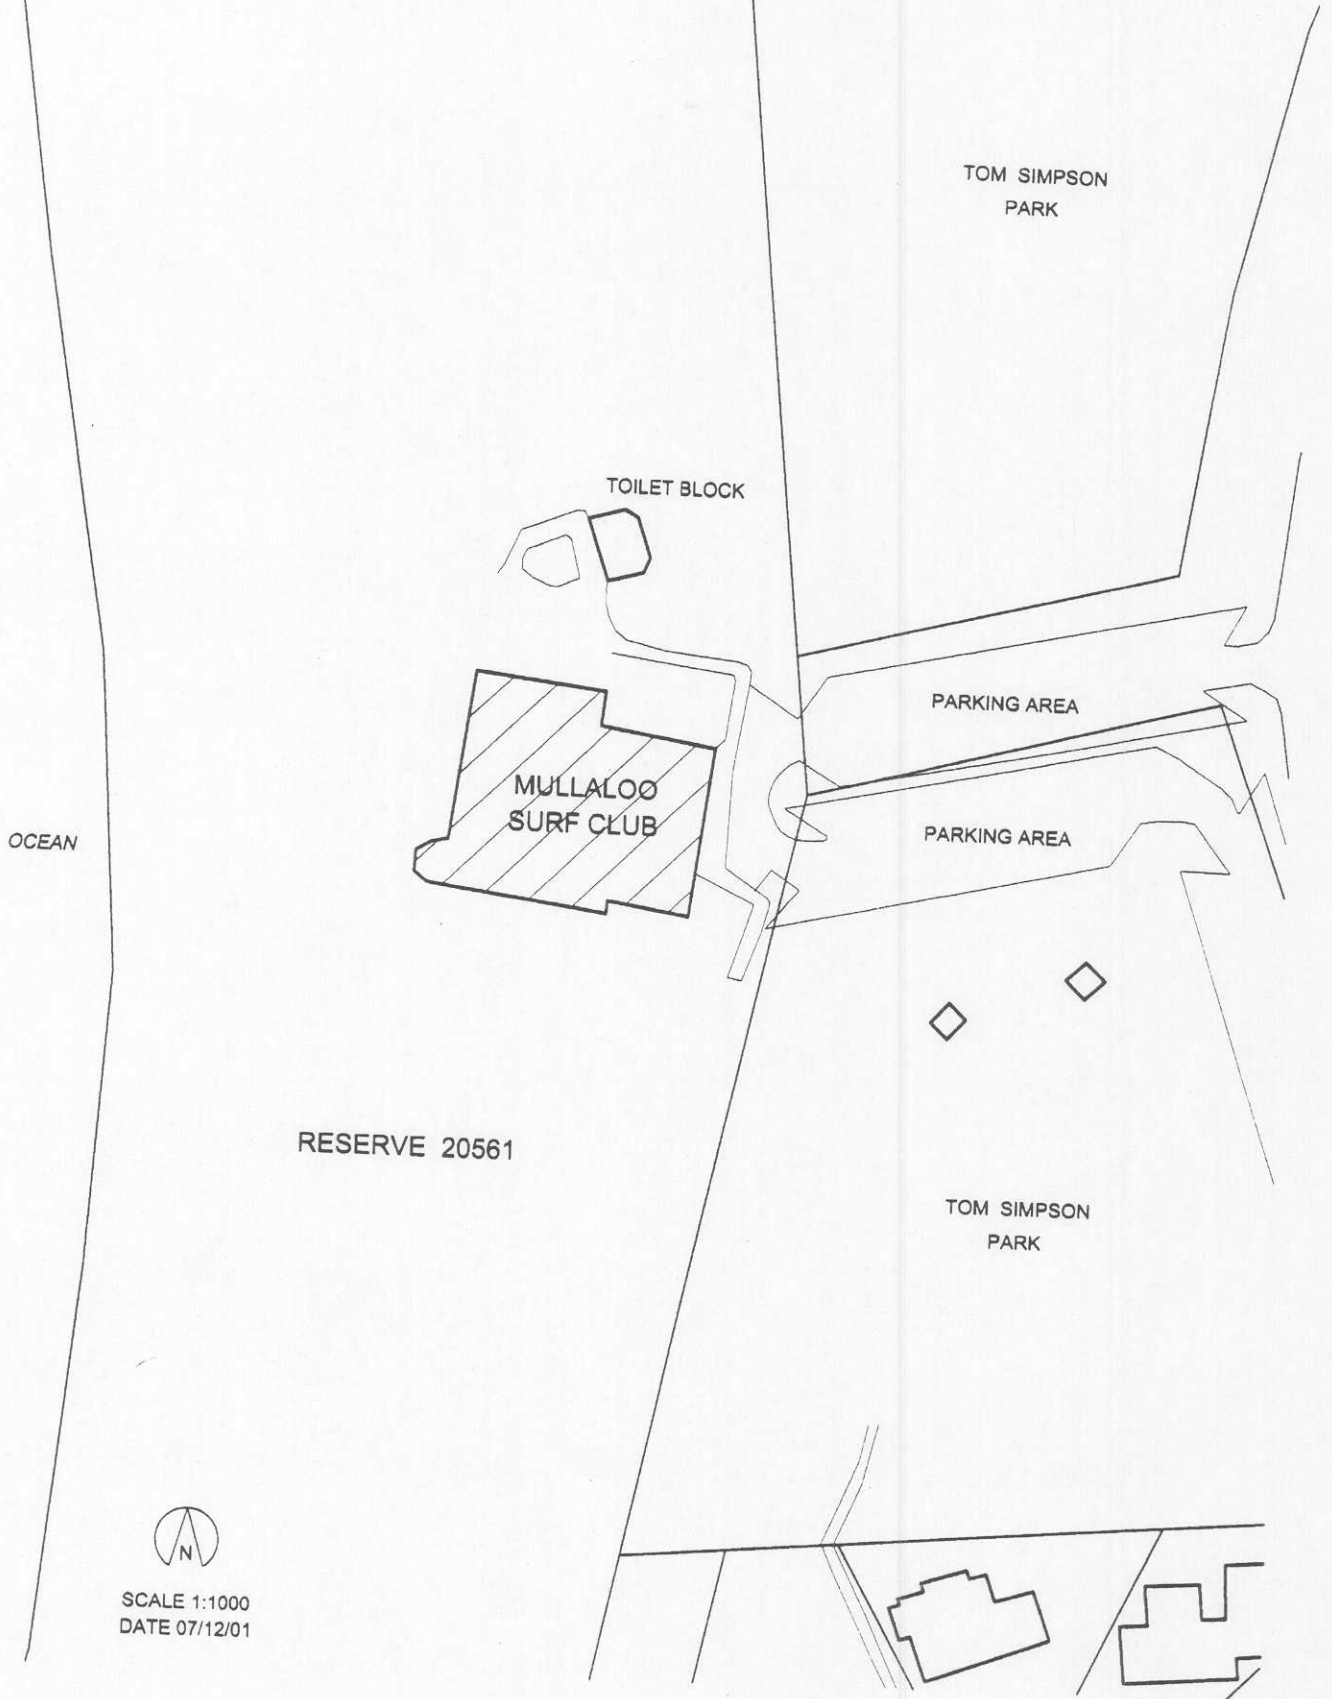 TOM SIMPSON
PARK
TOILET BLOCK
PARKING AREA
MULLALOO
SURF CLUB
PARKING AREA
OCEAN
RESERVE 20561
TOM SIMPSON
PARK
N
SCALE 1:1000
DATE 07/12/01